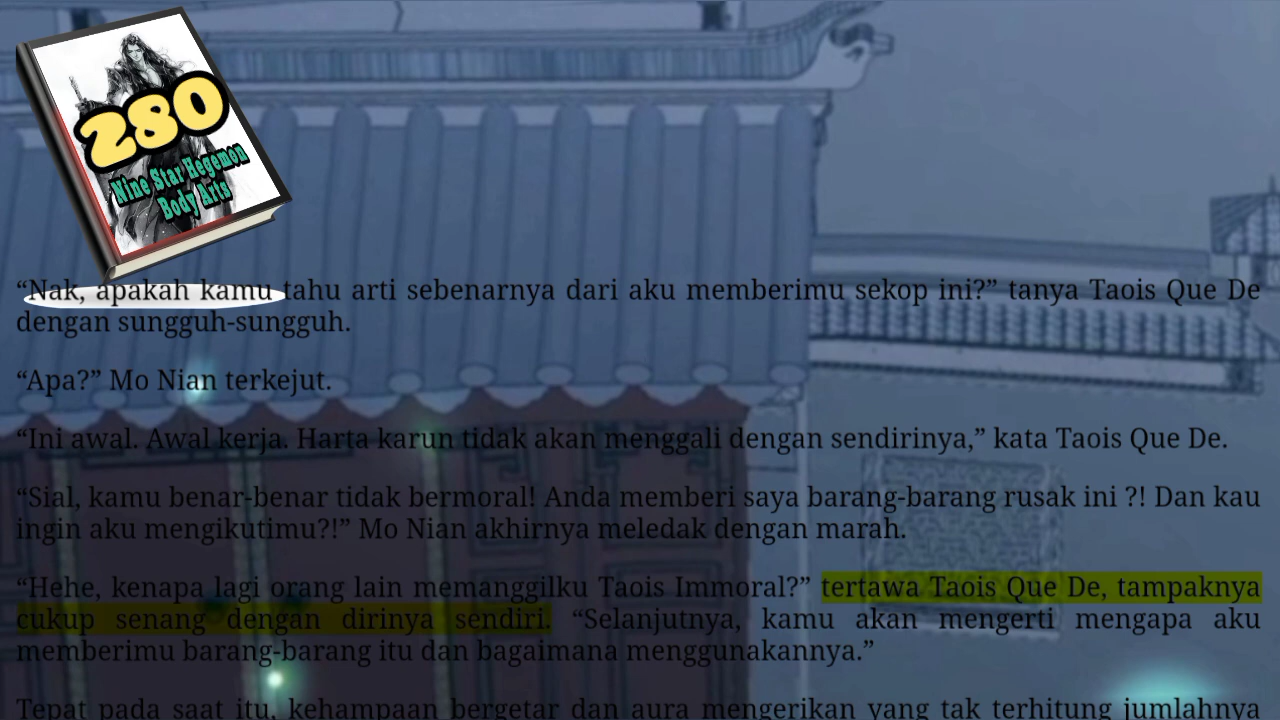 280
Nine Star Hegemon
Body Arts
“Nak, apakah kamu tahu arti sebenarnya dari aku memberimu sekop ini?” tanya Taois Que De
dengan sungguh-sungguh.
“Apa?” Mo Nian terkejut.
“Ini awal. Awal kerja. Harta karun tidak akan menggali dengan sendirinya,” kata Taois Que De.
“Sial, kamu benar-benar tidak bermoral! Anda memberi saya barang-barang rusak ini ?! Dan kau
ingin aku mengikutimu?!” Mo Nian akhirnya meledak dengan marah.
“Hehe, kenapa lagi orang lain memanggilku Taois Immoral?” tertawa Taois Que De, tampaknya
cukup senang dengan dirinya sendiri. “Selanjutnya, kamu akan mengerti mengapa aku
memberimu barang-barang itu dan bagaimana menggunakannya.”
Tepat pada saat itu, kehampaan bergetar dan aura mengerikan yang tak terhitung jumlahnya